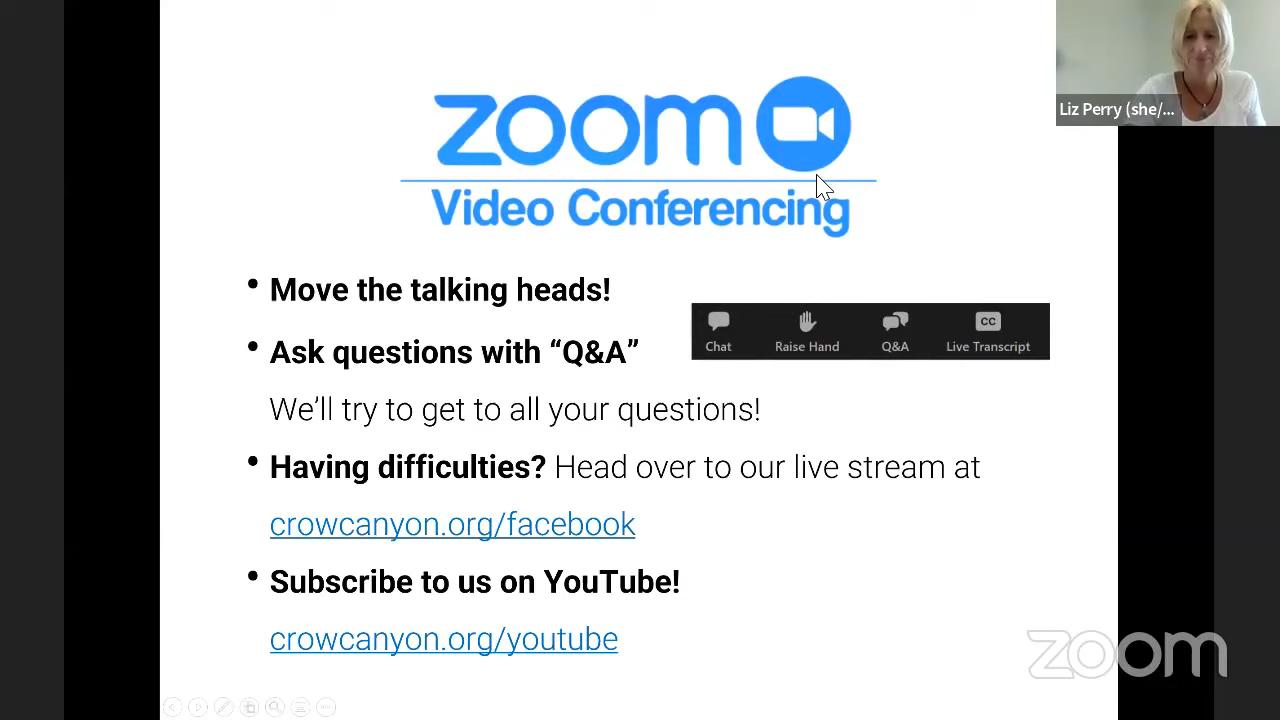 zoom
Video Conferencing
Liz Perry (she/...
• Move the talking heads!
• Ask questions with “Q&A”
We’ll try to get to all your questions!
Chat Raise Hand Q&A CC Live Transcript
• Having difficulties? Head over to our live stream at
crowcanyon.org/facebook
• Subscribe to us on YouTube!
crowcanyon.org/youtube
zoom